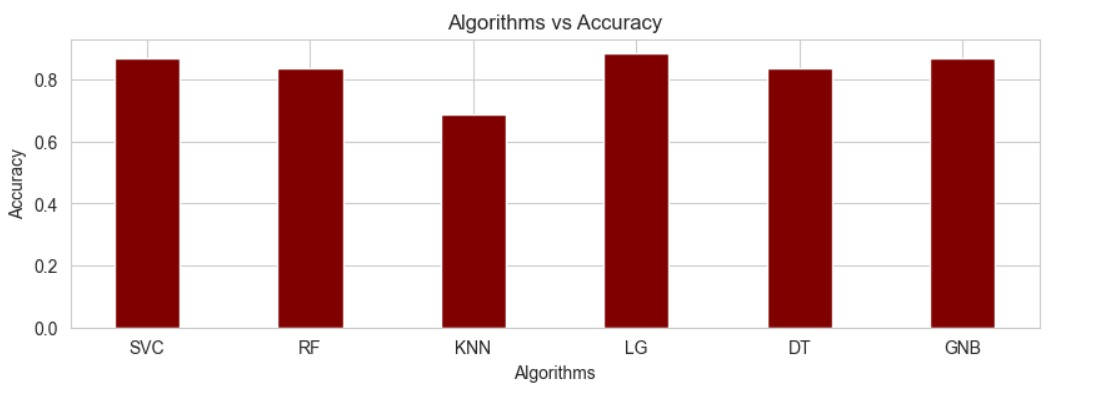 Algorithms vs Accuracy
Accuracy
0.8
0.6
0.4
0.2
0.0
SVC RF KNN LG DT GNB
Algorithms